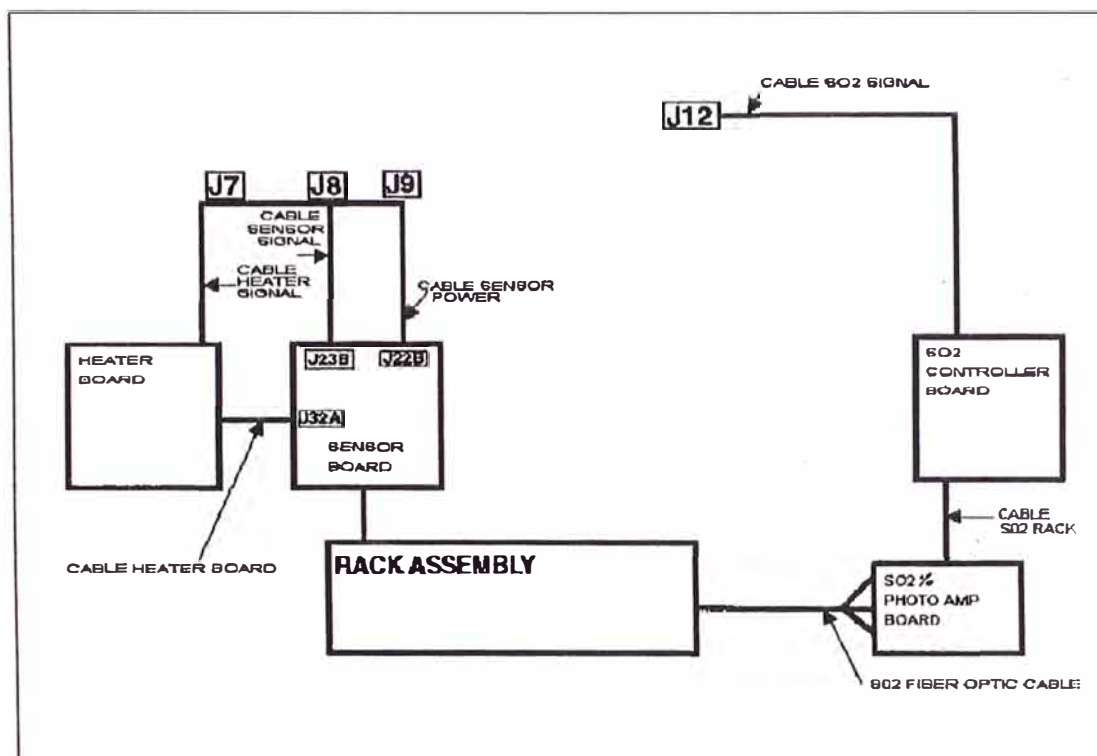 CABLE SO2 SIGNAL
J12
J7
J8
J9
CABLE
SENSOR
SIGNAL
CABLE
HEATER
SIGNAL
CABLE SENSOR
POWER
HEATER
BOARD
J23B
J22B
J32A
SENSOR
BOARD
SO2
CONTROLLER
BOARD
CABLE
S02 RACK
CABLE HEATER BOARD
RACK ASSEMBLY
SO2%
PHOTO AMP
BOARD
S02 FIBER OPTIC CABLE